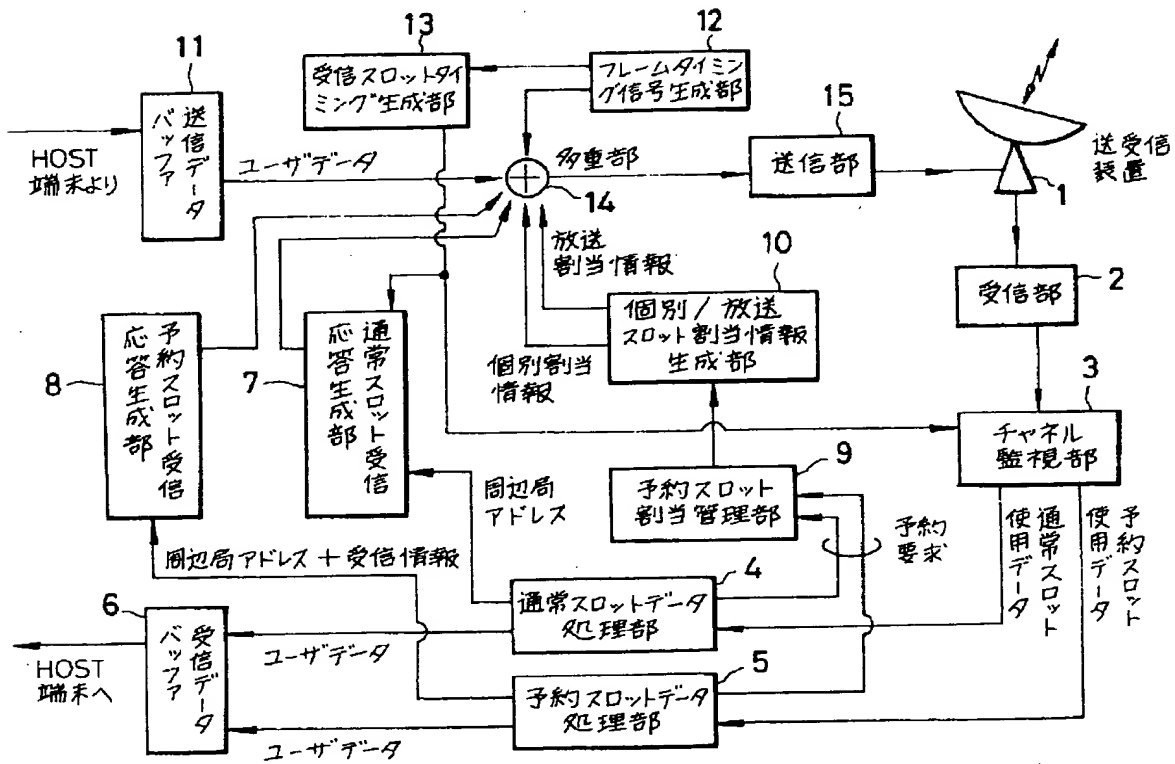 13
受信スロットタイ
ミング生成部
12
フレームタイミン
グ信号生成部
11
送信データ
バッファ
HOST
端末より
ユーザデータ
多重部
14
15
送信部
送受信
装置
1
2
受信部
放送
割当情報
10
個別/放送
スロット割当情報
生成部
個別割当
情報
8
予約スロット受信
応答生成部
7
通常スロット受信
応答生成部
3
チャネル
監視部
9
予約スロット
割当管理部
周辺局
アドレス
予約
要求
通常スロット
使用データ
予約スロット
使用データ
周辺局アドレス+受信情報
4
通常スロットデータ
処理部
6
受信データ
バッファ
HOST
端末へ
ユーザデータ
5
予約スロットデータ
処理部
ユーザデータ